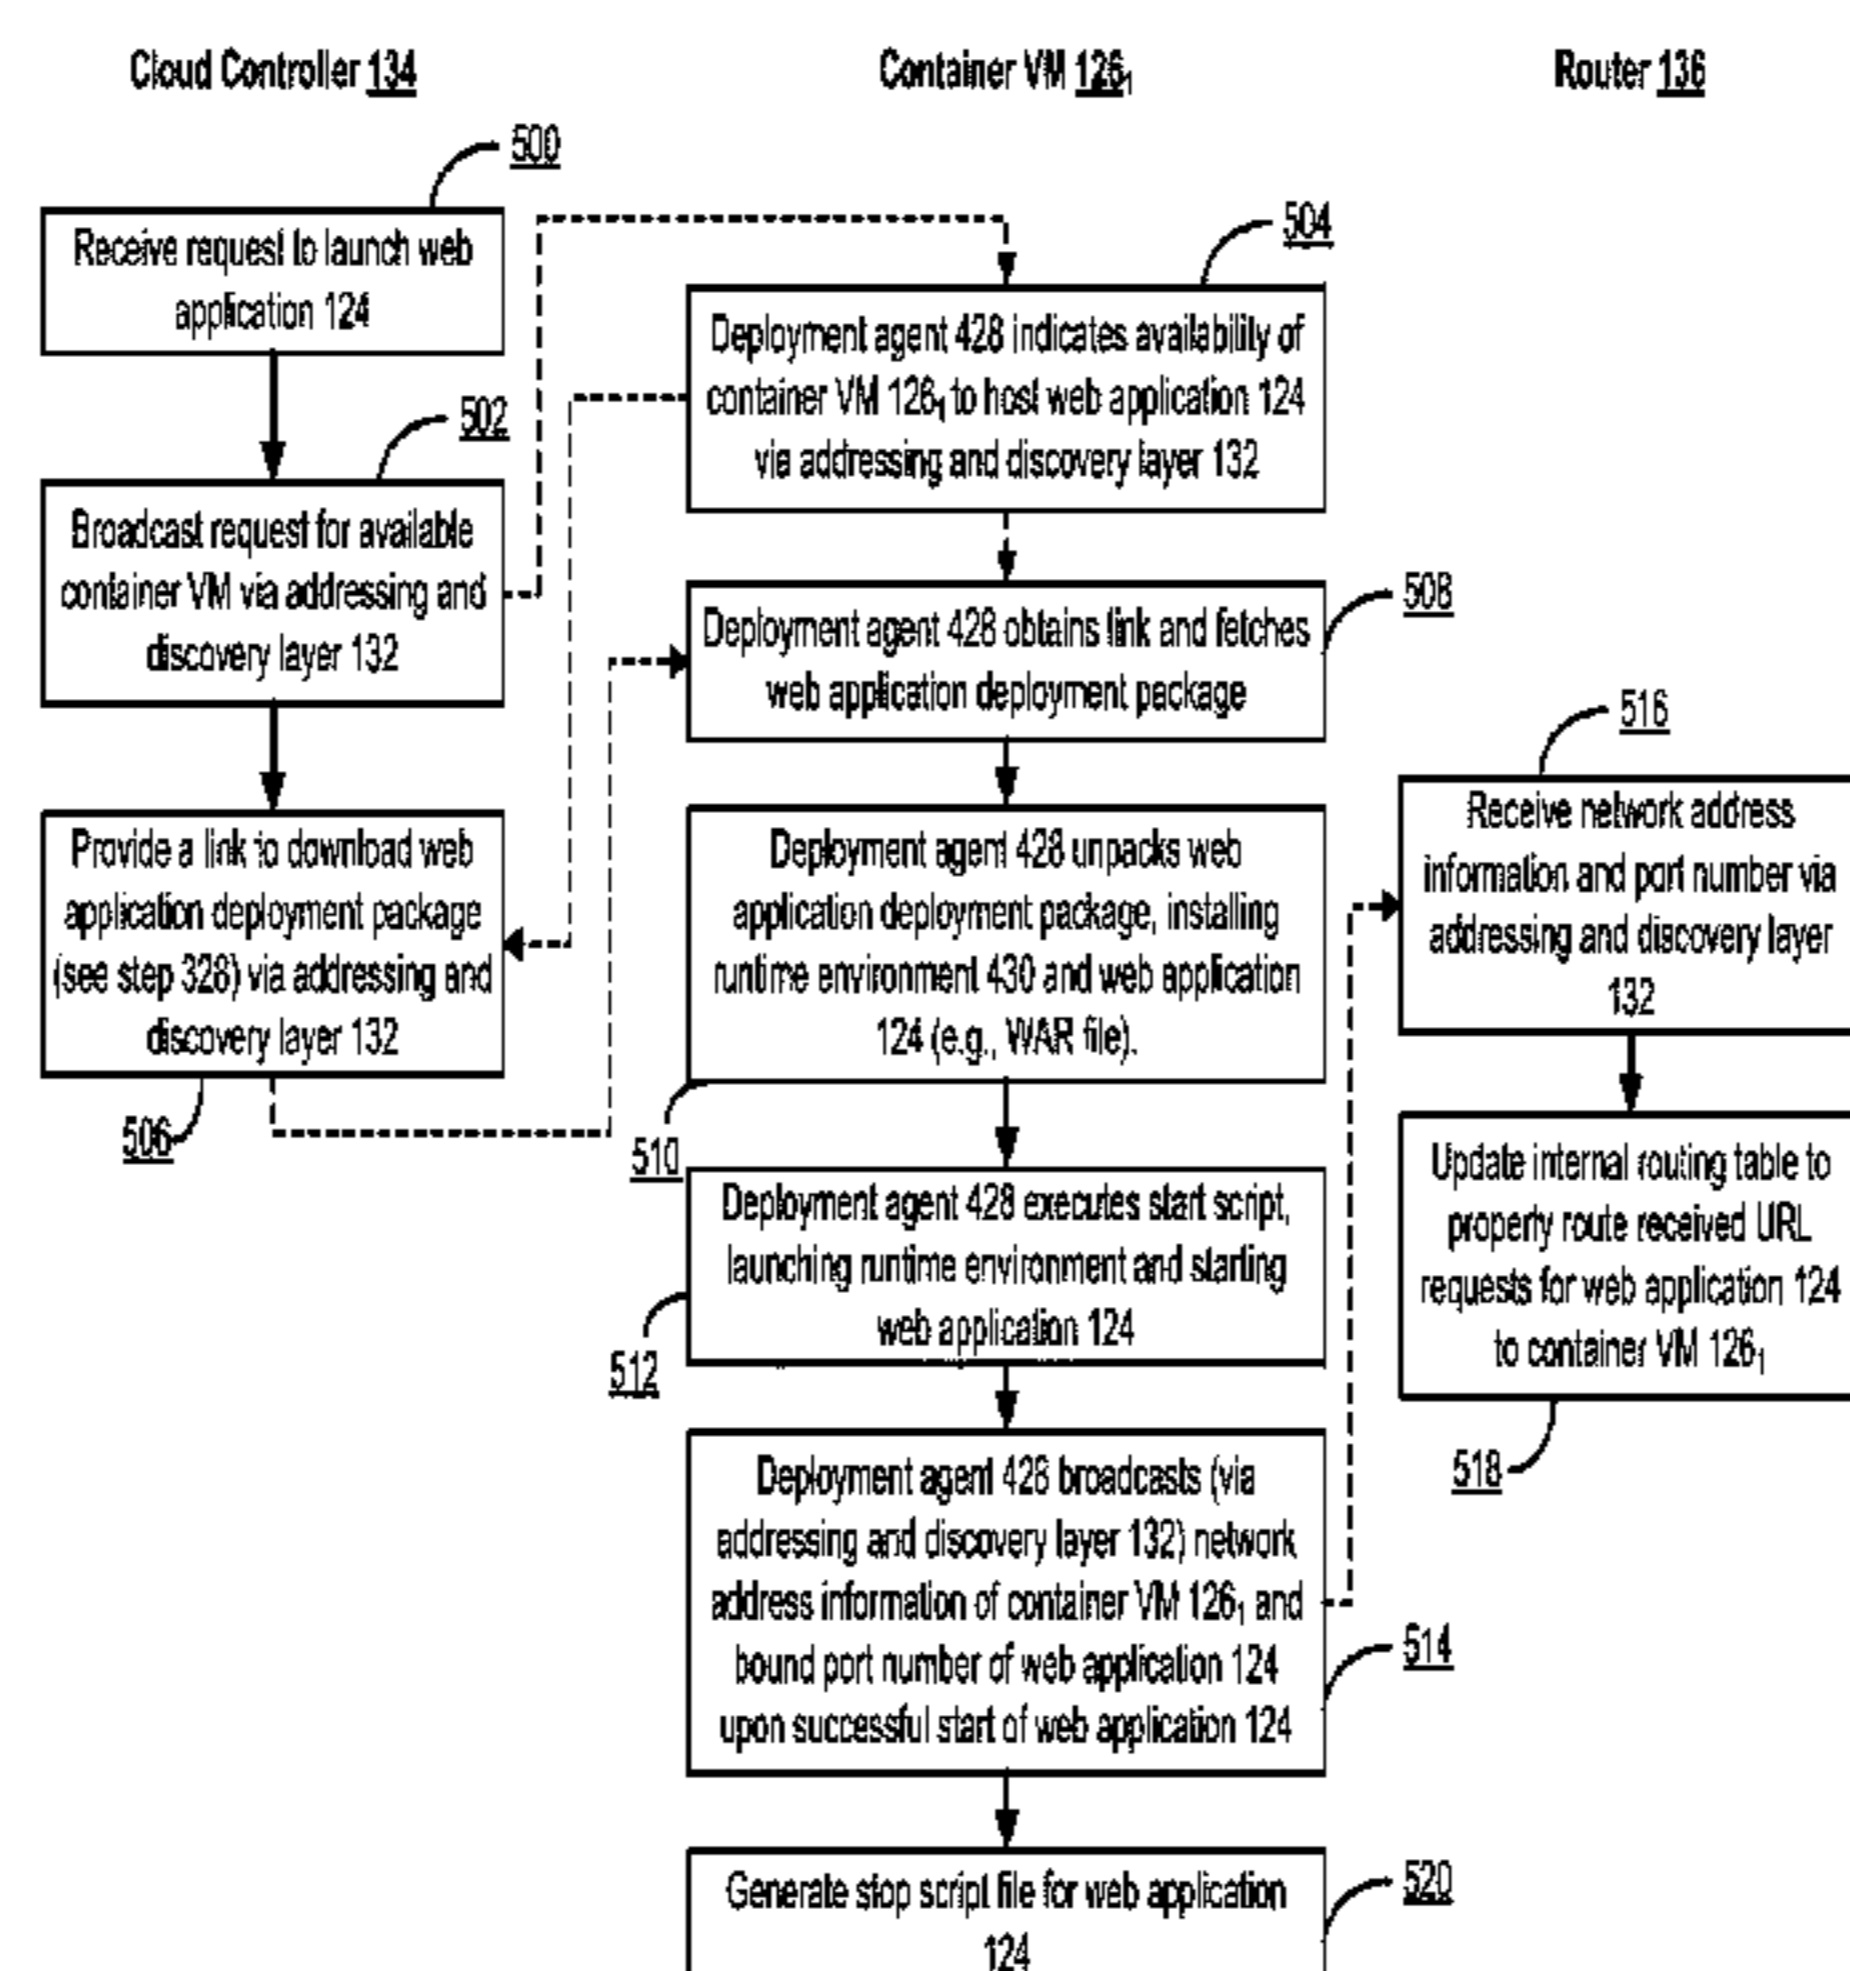 Cloud Controller 134
Container VM 126₁
Router 136
500
Receive request to launch web
application 124
502
Broadcast request for available
container VM via addressing and
discovery layer 132
Provide a link to download web
application deployment package
(see step 328) via addressing and
discovery layer 132
506
504
Deployment agent 428 indicates availability of
container VM 126₁ to host web application 124
via addressing and discovery layer 132
508
Deployment agent 428 obtains link and fetches
web application deployment package
Deployment agent 428 unpacks web
application deployment package, installing
runtime environment 430 and web application
124 (e.g., WAR file).
510
Deployment agent 428 executes start script,
launching runtime environment and starting
web application 124
512
Deployment agent 428 broadcasts (via
addressing and discovery layer 132) network
address information of container VM 126₁ and
bound port number of web application 124
upon successful start of web application 124
514
Generate stop script file for web application
124
520
516
Receive network address
information and port number via
addressing and discovery layer
132
Update internal routing table to
property route received URL
requests for web application 124
to container VM 126₁
518